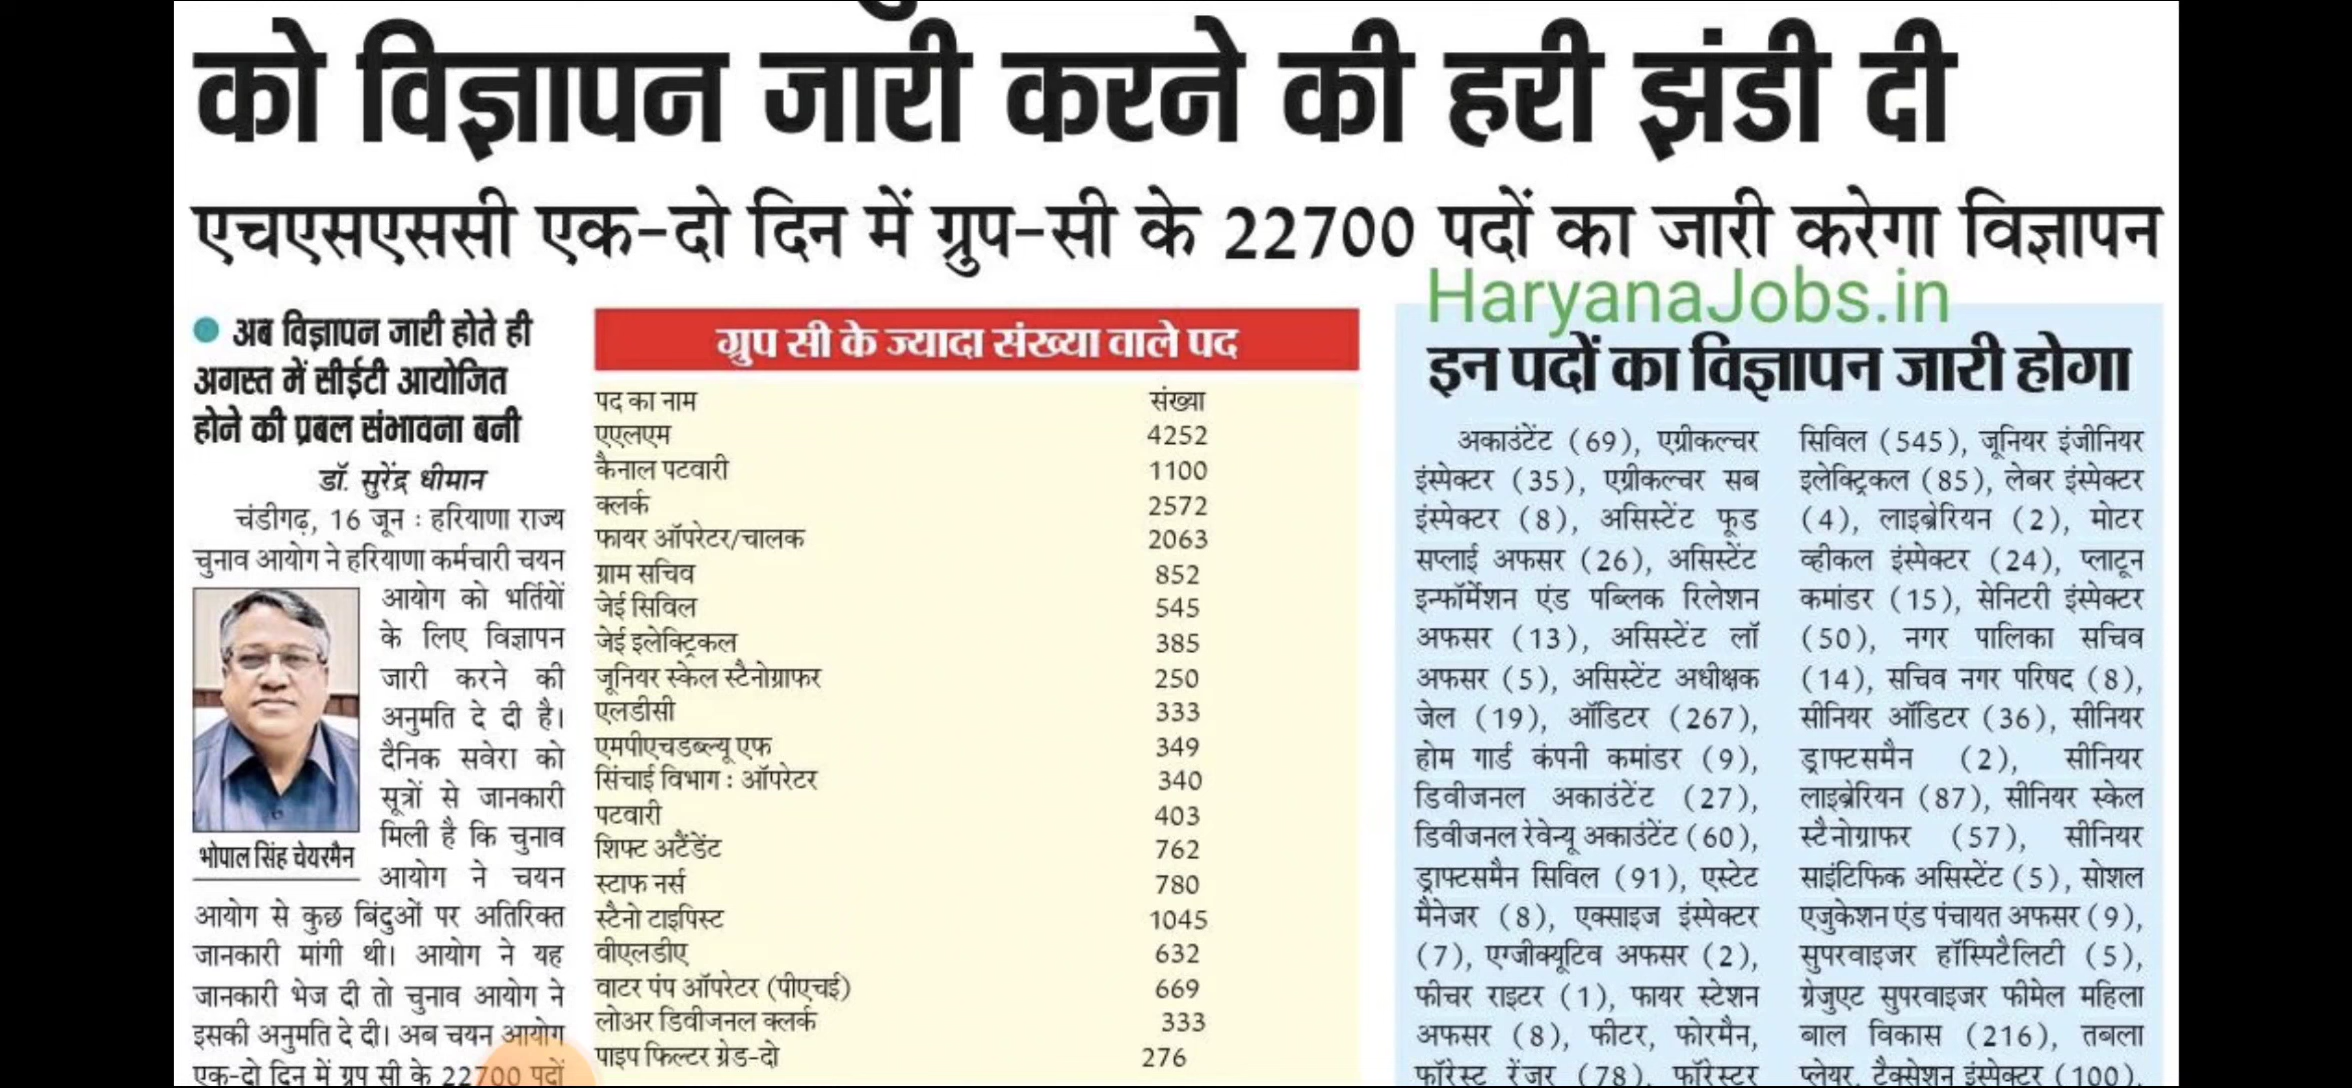 को विज्ञापन जारी करने की हरी झंडी दी
एचएसएससी एक-दो दिन में ग्रुप-सी के 22700 पदों का जारी करेगा विज्ञापन
● अब विज्ञापन जारी होते ही
अगस्त में सीईटी आयोजित
होने की प्रबल संभावना बनी
डॉ. सुरेंद्र धीमान
चंडीगढ़, 16 जून : हरियाणा राज्य
चुनाव आयोग ने हरियाणा कर्मचारी चयन
आयोग को भर्तियों
के लिए विज्ञापन
जारी करने की
अनुमति दे दी है।
दैनिक सवेरा को
सूत्रों से जानकारी
मिली है कि चुनाव
आयोग ने चयन
भोपाल सिंह चेयरमैन
आयोग से कुछ बिंदुओं पर अतिरिक्त
जानकारी मांगी थी। आयोग ने यह
जानकारी भेज दी तो चुनाव आयोग ने
इसकी अनुमति दे दी। अब चयन आयोग
एक-दो दिन में ग्रुप सी के 22700 पदों
ग्रुप सी के ज्यादा संख्या वाले पद
पद का नाम संख्या
एएलएम 4252
कैनाल पटवारी 1100
क्लर्क 2572
फायर ऑपरेटर/चालक 2063
ग्राम सचिव 852
जेई सिविल 545
जेई इलेक्ट्रिकल 385
जूनियर स्केल स्टैनोग्राफर 250
एलडीसी 333
एमपीएचडब्ल्यू एफ 349
सिंचाई विभाग : ऑपरेटर 340
पटवारी 403
शिफ्ट अटैंडेंट 762
स्टाफ नर्स 780
स्टैनो टाइपिस्ट 1045
वीएलडीए 632
वाटर पंप ऑपरेटर (पीएचई) 669
लोअर डिवीजनल क्लर्क 333
पाइप फिल्टर ग्रेड-दो 276
HaryanaJobs.in
इन पदों का विज्ञापन जारी होगा
अकाउंटेंट (69), एग्रीकल्चर
इंस्पेक्टर (35), एग्रीकल्चर सब
इंस्पेक्टर (8), असिस्टेंट फूड
सप्लाई अफसर (26), असिस्टेंट
इन्फॉर्मेशन एंड पब्लिक रिलेशन
अफसर (13), असिस्टेंट लॉ
अफसर (5), असिस्टेंट अधीक्षक
जेल (19), ऑडिटर (267),
होम गार्ड कंपनी कमांडर (9),
डिवीजनल अकाउंटेंट (27),
डिवीजनल रेवेन्यू अकाउंटेंट (60),
ड्राफ्टसमैन सिविल (91), एस्टेट
मैनेजर (8), एक्साइज इंस्पेक्टर
(7), एग्जीक्यूटिव अफसर (2),
फीचर राइटर (1), फायर स्टेशन
अफसर (8), फीटर, फोरमैन,
फॉरेस्ट रेंजर (78), फॉरेस्टर
सिविल (545), जूनियर इंजीनियर
इलेक्ट्रिकल (85), लेबर इंस्पेक्टर
(4), लाइब्रेरियन (2), मोटर
व्हीकल इंस्पेक्टर (24), प्लाटून
कमांडर (15), सेनिटरी इंस्पेक्टर
(50), नगर पालिका सचिव
(14), सचिव नगर परिषद (8),
सीनियर ऑडिटर (36), सीनियर
ड्राफ्टसमैन (2), सीनियर
लाइब्रेरियन (87), सीनियर स्केल
स्टैनोग्राफर (57), सीनियर
साइंटिफिक असिस्टेंट (5), सोशल
एजुकेशन एंड पंचायत अफसर (9),
सुपरवाइजर हॉस्पिटैलिटी (5),
ग्रेजुएट सुपरवाइजर फीमेल महिला
बाल विकास (216), तबला
प्लेयर, टैक्सेशन इंस्पेक्टर (100),